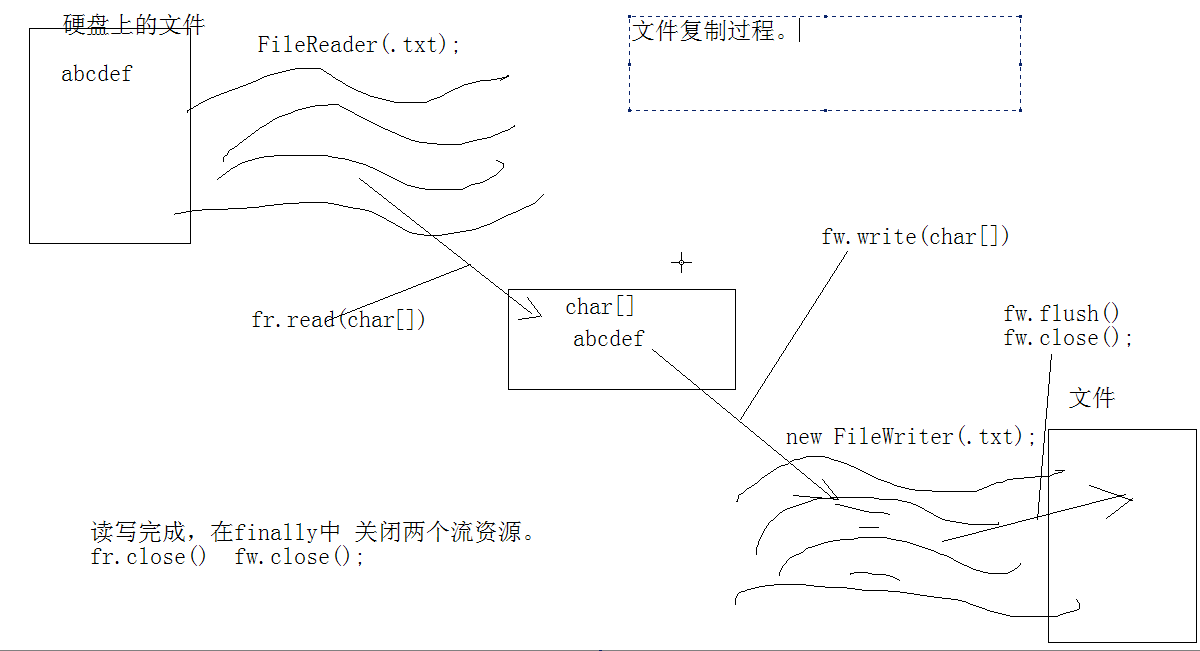 硬盘上的文件
FileReader(.txt);
文件复制过程。
abcdef
fw.write(char[])
fr.read(char[])
char[]
abcdef
fw.flush()
fw.close();
文件
new FileWriter(.txt);
读写完成，在finally中 关闭两个流资源。
fr.close()  fw.close();